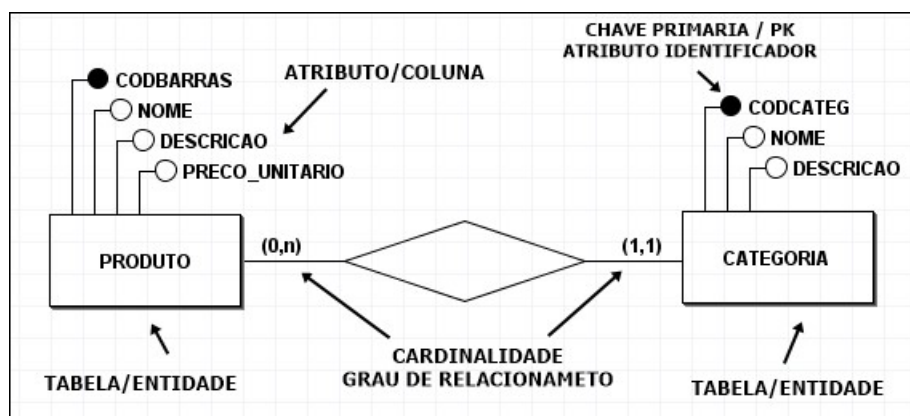 CHAVE PRIMARIA / PK
ATRIBUTO IDENTIFICADOR
CODBARRAS
ATRIBUTO/COLUNA
NOME
DESCRICAO
PRECO_UNITARIO
CODCATEG
NOME
DESCRICAO
PRODUTO
(0,n)
(1,1)
CATEGORIA
CARDINALIDADE
GRAU DE RELACIONAMETO
TABELA/ENTIDADE
TABELA/ENTIDADE